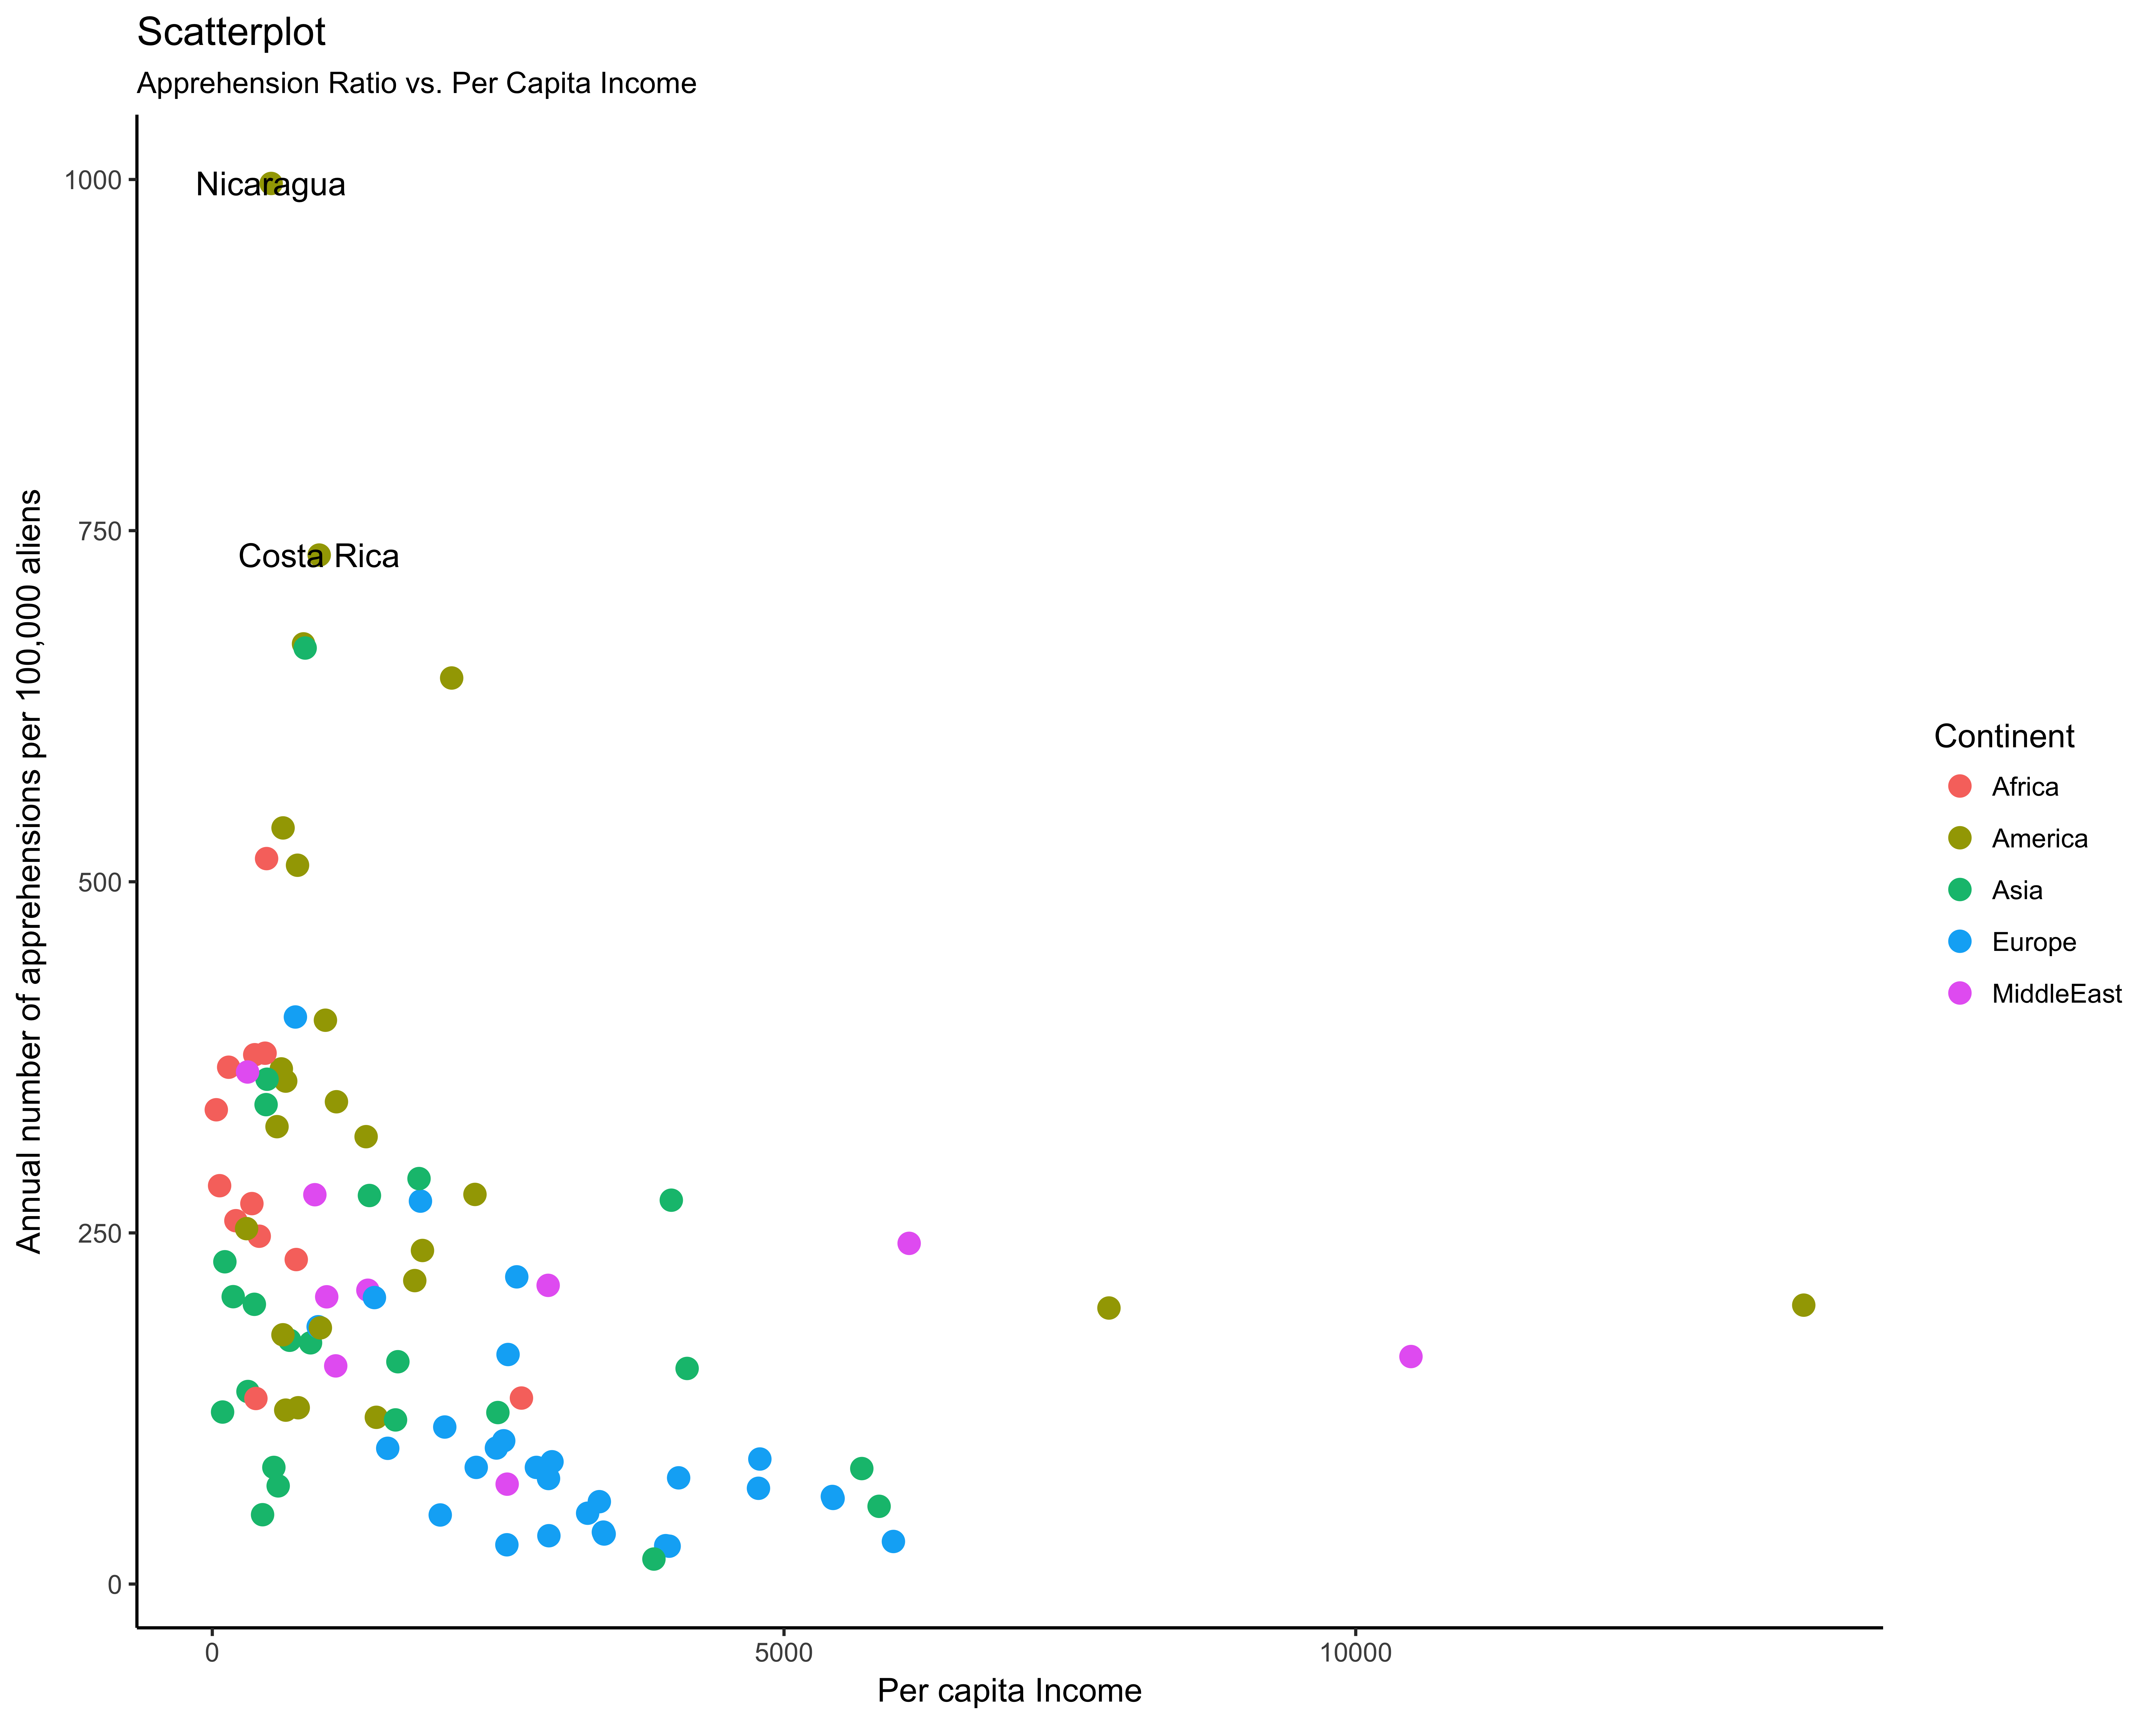 Scatterplot
Apprehension Ratio vs. Per Capita Income
Annual number of apprehensions per 100,000 aliens
1000
750
500
250
0
Nicaragua
Costa Rica
0
5000
10000
Per capita Income
Continent
Africa
America
Asia
Europe
MiddleEast